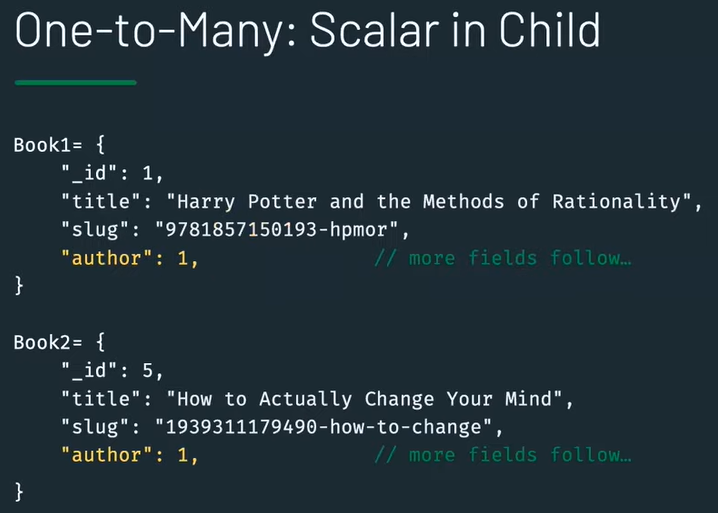 One-to-Many: Scalar in Child
Book1= {
"_id": 1,
"title": "Harry Potter and the Methods of Rationality",
"slug": "9781857150193-hpmor",
"author": 1, // more fields follow…
}
Book2= {
"_id": 5,
"title": "How to Actually Change Your Mind",
"slug": "1939311179490-how-to-change",
"author": 1, // more fields follow…
}